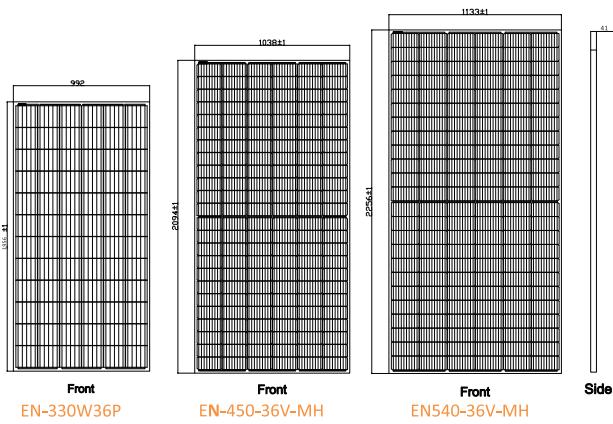 1133±1
41
1038±1
992
2256±1
2094±1
1956 ±1
Front
Front
Front
Side
EN-330W36P
EN-450-36V-MH
EN540-36V-MH